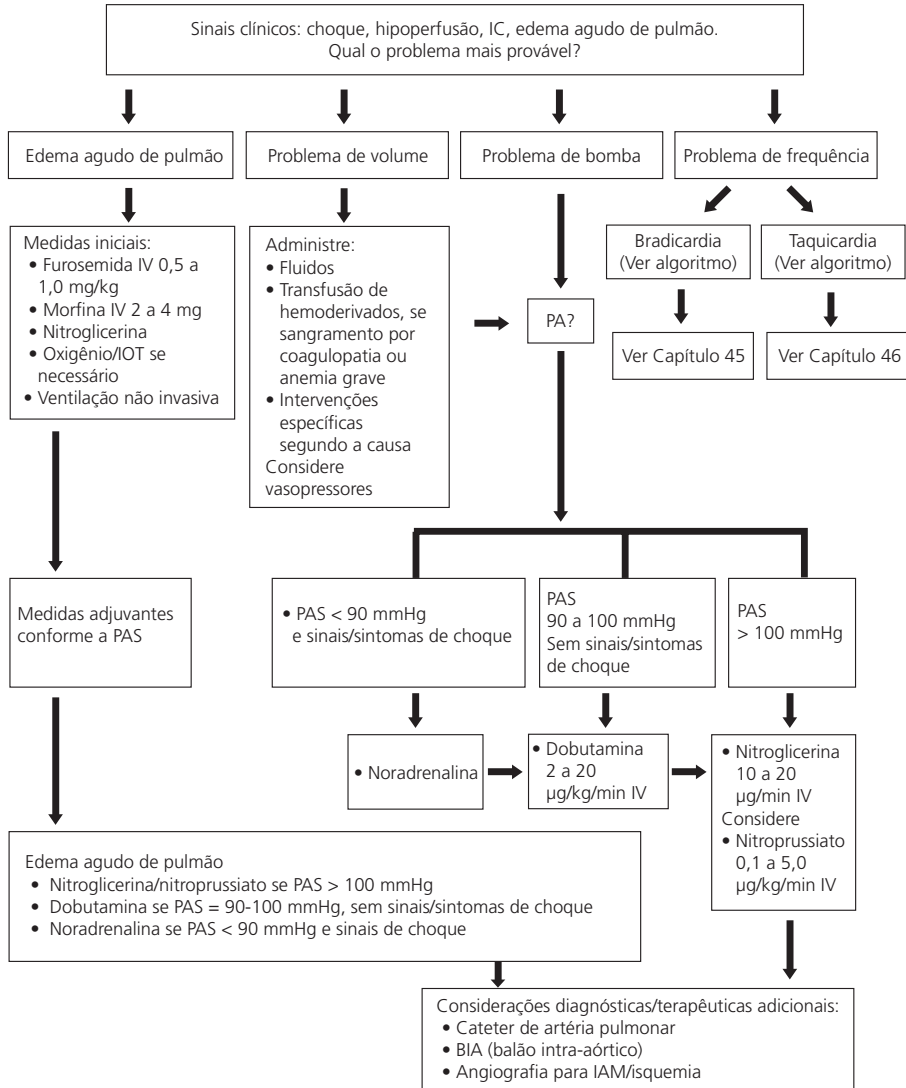 Sinais clínicos: choque, hipoperfusão, IC, edema agudo de pulmão.
Qual o problema mais provável?
Edema agudo de pulmão
Problema de volume
Problema de bomba
Problema de frequência
Medidas iniciais:
• Furosemida IV 0,5 a
1,0 mg/kg
• Morfina IV 2 a 4 mg
• Nitroglicerina
• Oxigênio/IOT se
necessário
• Ventilação não invasiva
Administre:
• Fluidos
• Transfusão de
hemoderivados, se
sangramento por
coagulopatia ou
anemia grave
• Intervenções
específicas
segundo a causa
Considere
vasopressores
PA?
Bradicardia
(Ver algoritmo)
Taquicardia
(Ver algoritmo)
Ver Capítulo 45
Ver Capítulo 46
Medidas adjuvantes
conforme a PAS
• PAS < 90 mmHg
e sinais/sintomas de choque
PAS
90 a 100 mmHg
Sem sinais/sintomas
de choque
PAS
> 100 mmHg
• Noradrenalina
• Dobutamina
2 a 20
µg/kg/min IV
• Nitroglicerina
10 a 20
µg/min IV
Considere
• Nitroprussiato
0,1 a 5,0
µg/kg/min IV
Edema agudo de pulmão
• Nitroglicerina/nitroprussiato se PAS > 100 mmHg
• Dobutamina se PAS = 90-100 mmHg, sem sinais/sintomas de choque
• Noradrenalina se PAS < 90 mmHg e sinais de choque
Considerações diagnósticas/terapêuticas adicionais:
• Cateter de artéria pulmonar
• BIA (balão intra-aórtico)
• Angiografia para IAM/isquemia